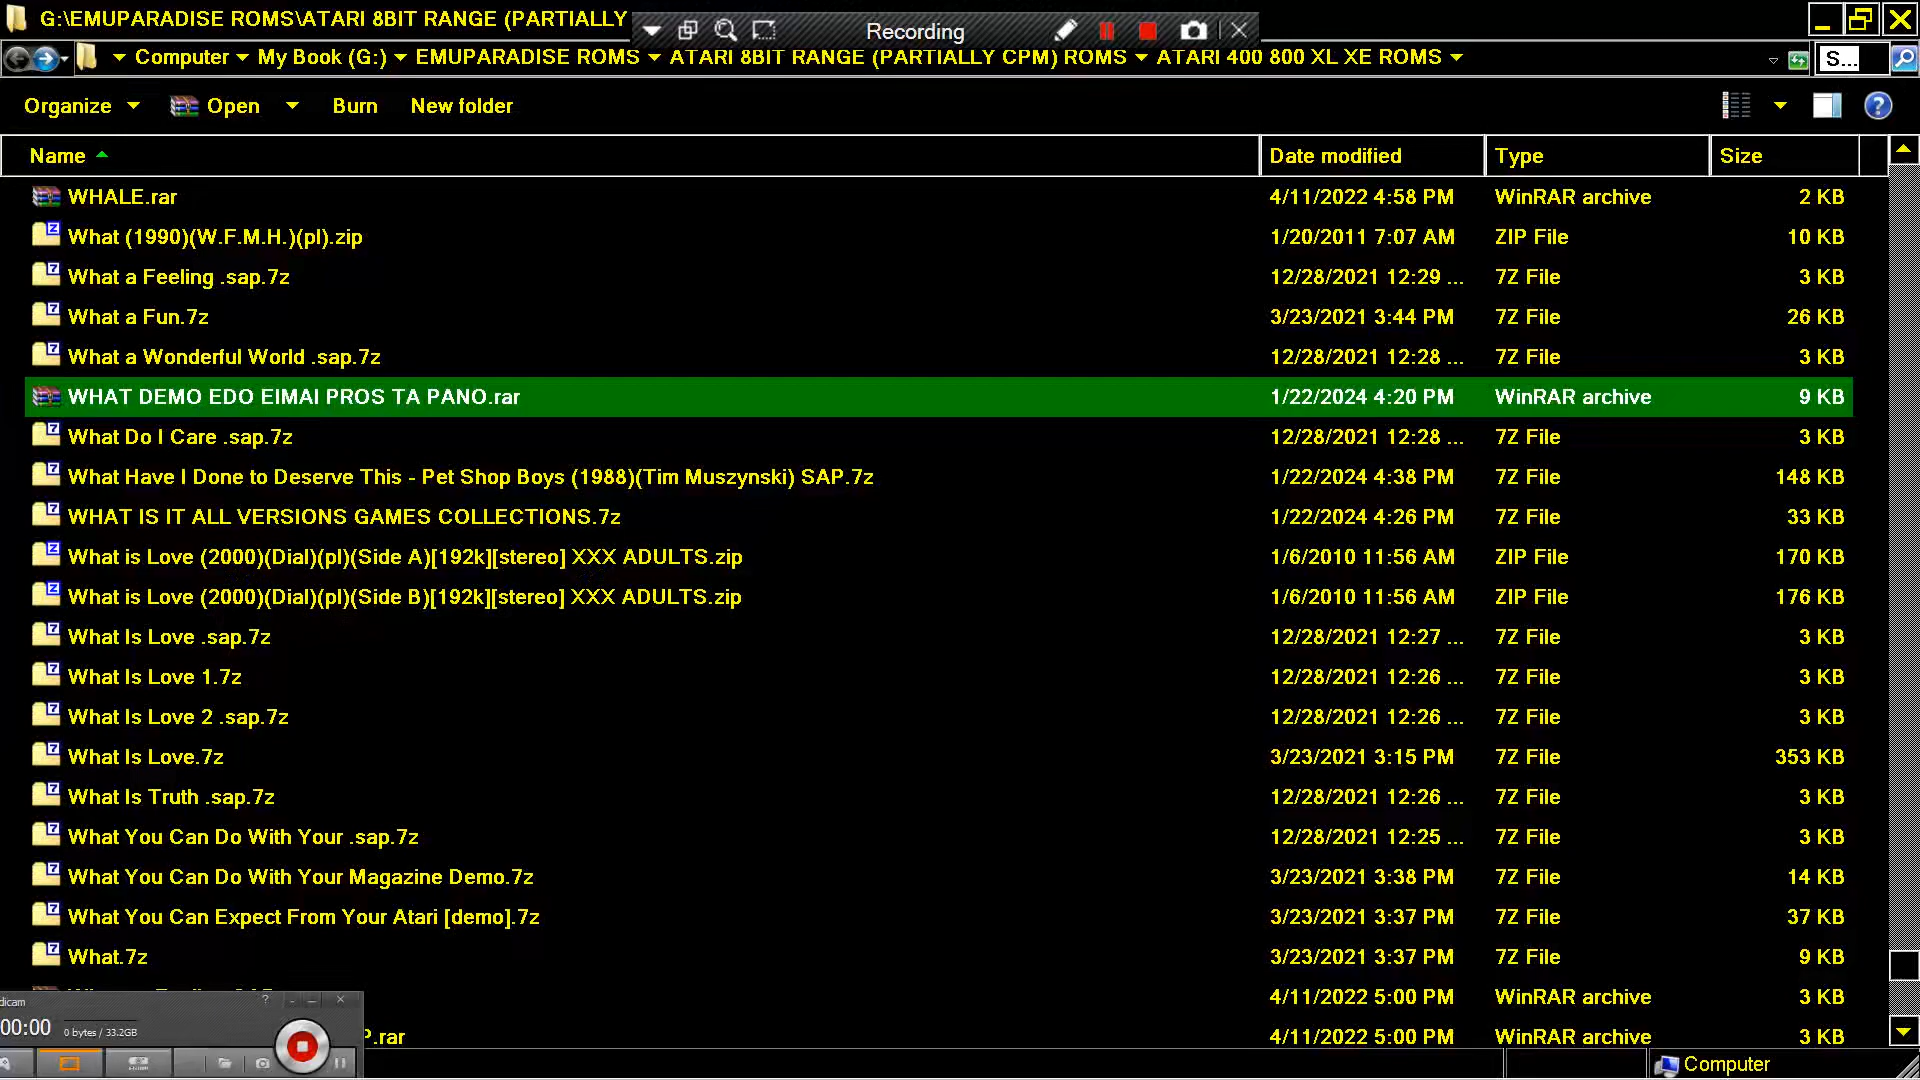 G:\EMUPARADISE ROMS\ATARI 8BIT RANGE (PARTIALLY
Recording
Computer My Book (G:) EMUPARADISE ROMS ATARI 8BIT RANGE (PARTIALLY CPM) ROMS ATARI 400 800 XL XE ROMS S...
Organize Open Burn New folder
Name Date modified Type Size
WHALE.rar 4/11/2022 4:58 PM WinRAR archive 2 KB
What (1990)(W.F.M.H.)(pl).zip 1/20/2011 7:07 AM ZIP File 10 KB
What a Feeling .sap.7z 12/28/2021 12:29 ... 7Z File 3 KB
What a Fun.7z 3/23/2021 3:44 PM 7Z File 26 KB
What a Wonderful World .sap.7z 12/28/2021 12:28 ... 7Z File 3 KB
WHAT DEMO EDO EIMAI PROS TA PANO.rar 1/22/2024 4:20 PM WinRAR archive 9 KB
What Do I Care .sap.7z 12/28/2021 12:28 ... 7Z File 3 KB
What Have I Done to Deserve This - Pet Shop Boys (1988)(Tim Muszynski) SAP.7z 1/22/2024 4:38 PM 7Z File 148 KB
WHAT IS IT ALL VERSIONS GAMES COLLECTIONS.7z 1/22/2024 4:26 PM 7Z File 33 KB
What is Love (2000)(Dial)(pl)(Side A)[192k][stereo] XXX ADULTS.zip 1/6/2010 11:56 AM ZIP File 170 KB
What is Love (2000)(Dial)(pl)(Side B)[192k][stereo] XXX ADULTS.zip 1/6/2010 11:56 AM ZIP File 176 KB
What Is Love .sap.7z 12/28/2021 12:27 ... 7Z File 3 KB
What Is Love 1.7z 12/28/2021 12:26 ... 7Z File 3 KB
What Is Love 2 .sap.7z 12/28/2021 12:26 ... 7Z File 3 KB
What Is Love.7z 3/23/2021 3:15 PM 7Z File 353 KB
What Is Truth .sap.7z 12/28/2021 12:26 ... 7Z File 3 KB
What You Can Do With Your .sap.7z 12/28/2021 12:25 ... 7Z File 3 KB
What You Can Do With Your Magazine Demo.7z 3/23/2021 3:38 PM 7Z File 14 KB
What You Can Expect From Your Atari [demo].7z 3/23/2021 3:37 PM 7Z File 37 KB
What.7z 3/23/2021 3:37 PM 7Z File 9 KB
4/11/2022 5:00 PM WinRAR archive 3 KB
dicam
00:00 0 bytes / 33.2GB
P.rar 4/11/2022 5:00 PM WinRAR archive 3 KB
Computer